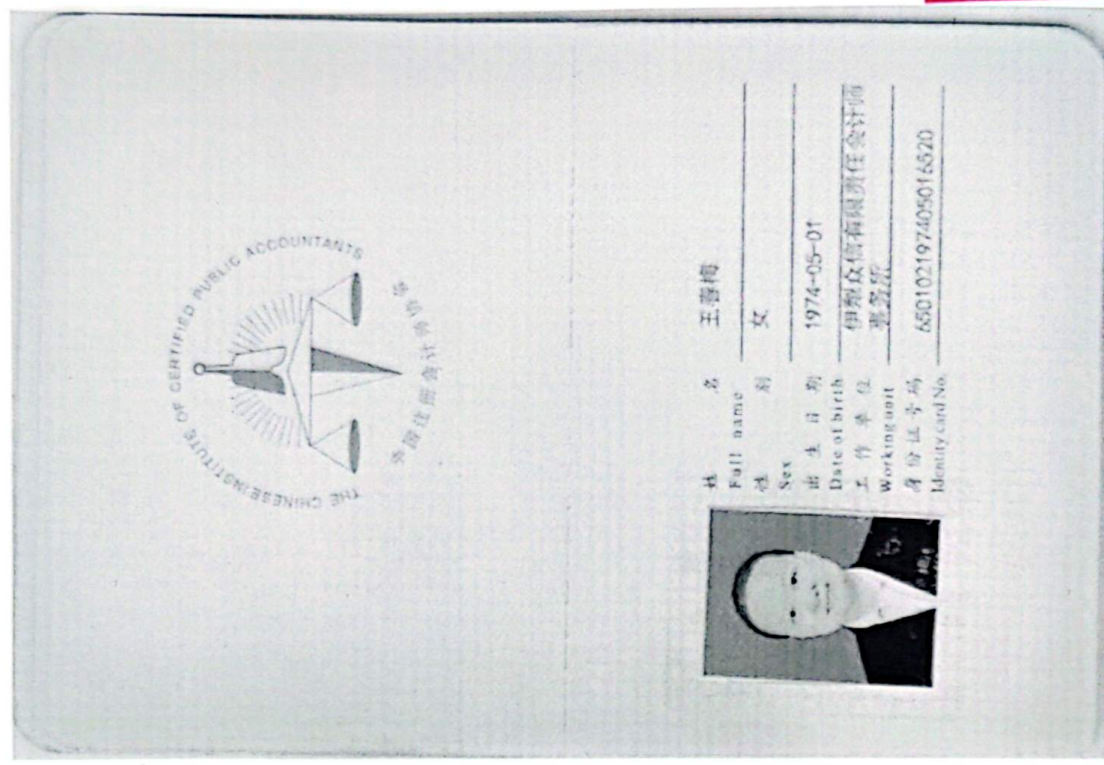 THE CHINESE INSTITUTE OF CERTIFIED PUBLIC ACCOUNTANTS
中国注册会计师协会
姓 名 王春梅
Full name
性 别 女
Sex
出 生 日 期 1974-05-01
Date of birth
工 作 单 位 伊犁众信有限责任会计师
Working unit 事务所
身 份 证 号 码 650102197405016520
Identity card No.